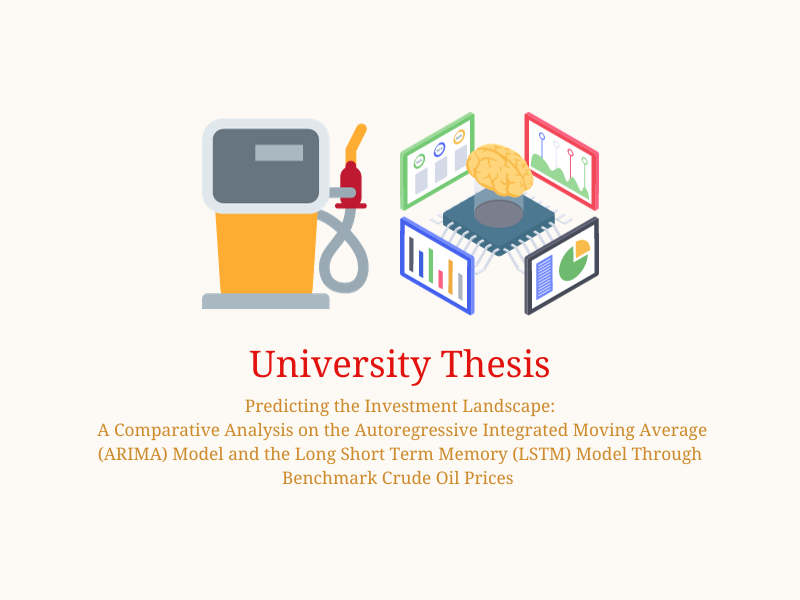 University Thesis
Predicting the Investment Landscape:
A Comparative Analysis on the Autoregressive Integrated Moving Average
(ARIMA) Model and the Long Short Term Memory (LSTM) Model Through
Benchmark Crude Oil Prices